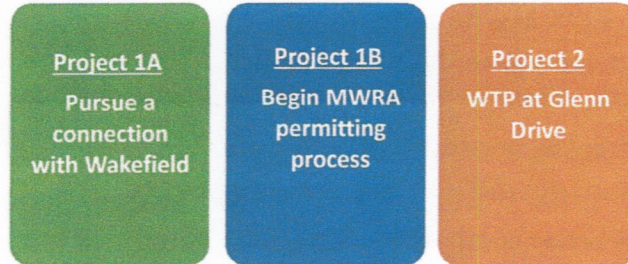 Project 1A
Pursue a
connection
with Wakefield
Project 1B
Begin MWRA
permitting
process
Project 2
WTP at Glenn
Drive